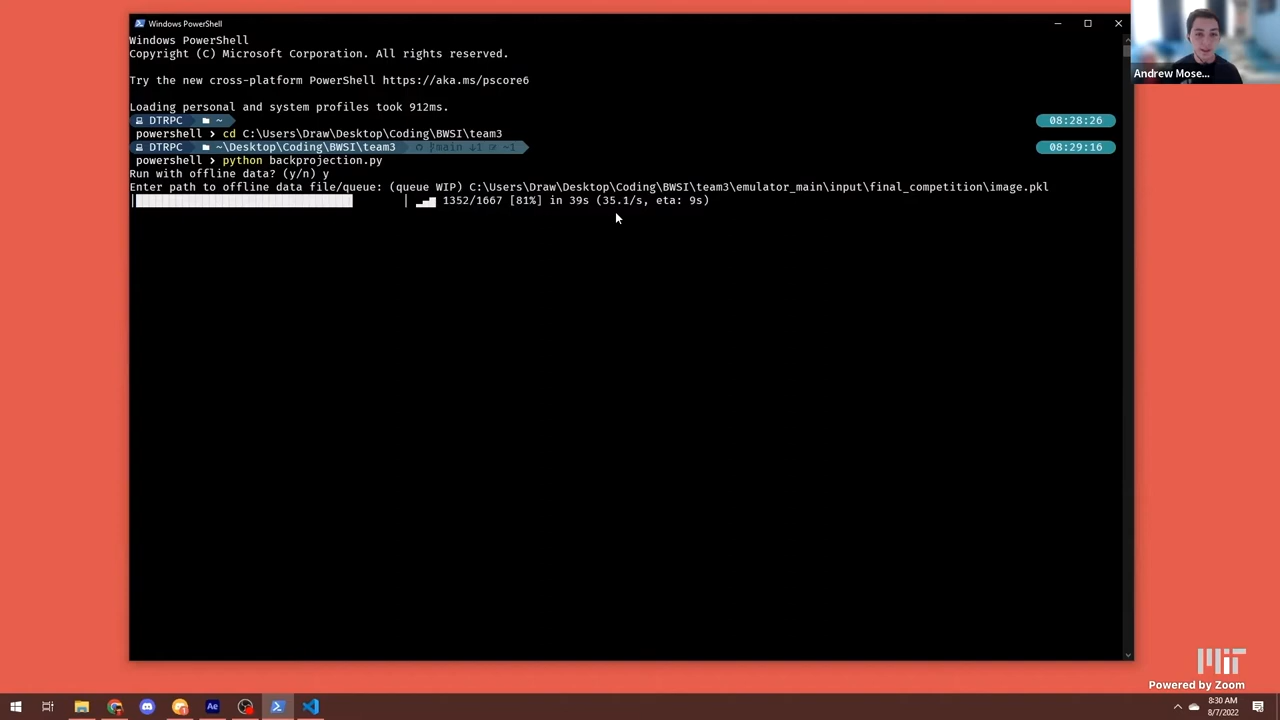 Windows PowerShell
Windows PowerShell
Copyright (C) Microsoft Corporation. All rights reserved.
Try the new cross-platform PowerShell https://aka.ms/pscore6
Loading personal and system profiles took 912ms.
DTRPC ~ 08:28:26
powershell > cd C:\Users\Draw\Desktop\Coding\BWSI\team3
DTRPC ~\Desktop\Coding\BWSI\team3 main ↓1 ~1 08:29:16
powershell > python backprojection.py
Run with offline data? (y/n) y
Enter path to offline data file/queue: (queue WIP) C:\Users\Draw\Desktop\Coding\BWSI\team3\emulator_main\input\final_competition\image.pkl
1352/1667 [81%] in 39s (35.1/s, eta: 9s)
Andrew Mose...
MIT
Powered by Zoom
Ae
8:30 AM
8/7/2022